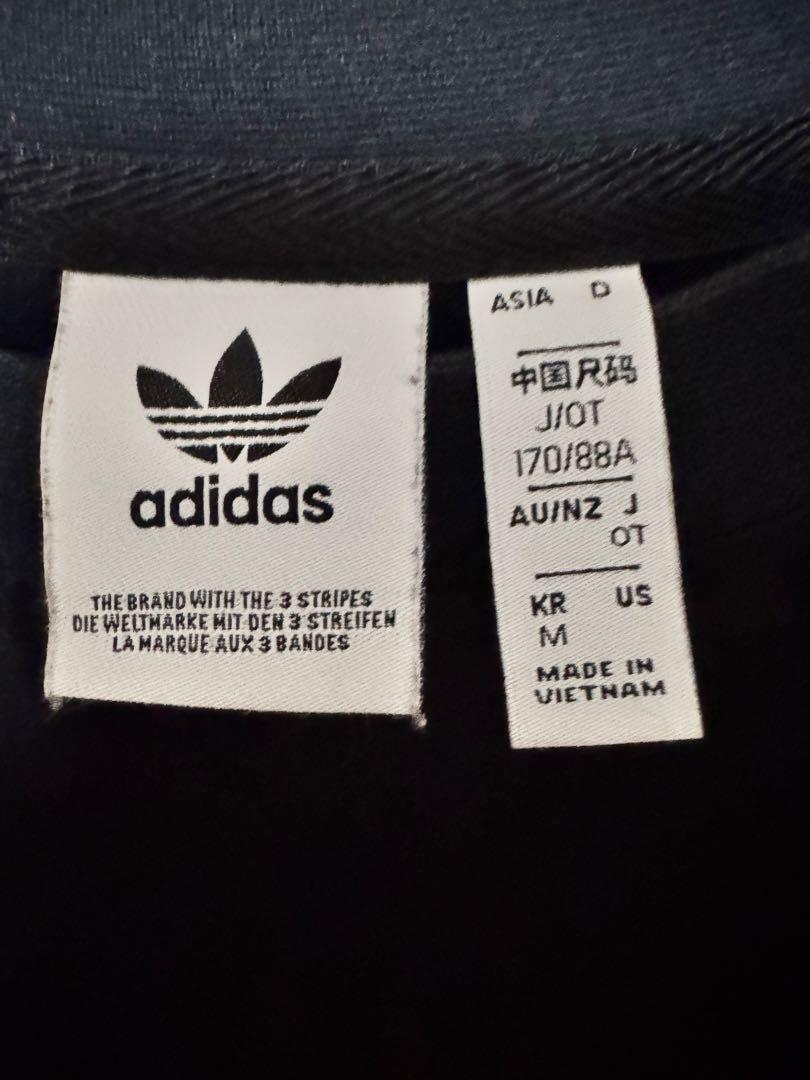 adidas
THE BRAND WITH THE 3 STRIPES
DIE WELTMARKE MIT DEN 3 STREIFEN
LA MARQUE AUX 3 BANDES
ASIA D
中国尺码
J/OT
170/88A
AU/NZ J
OT
KR US
M
MADE IN
VIETNAM